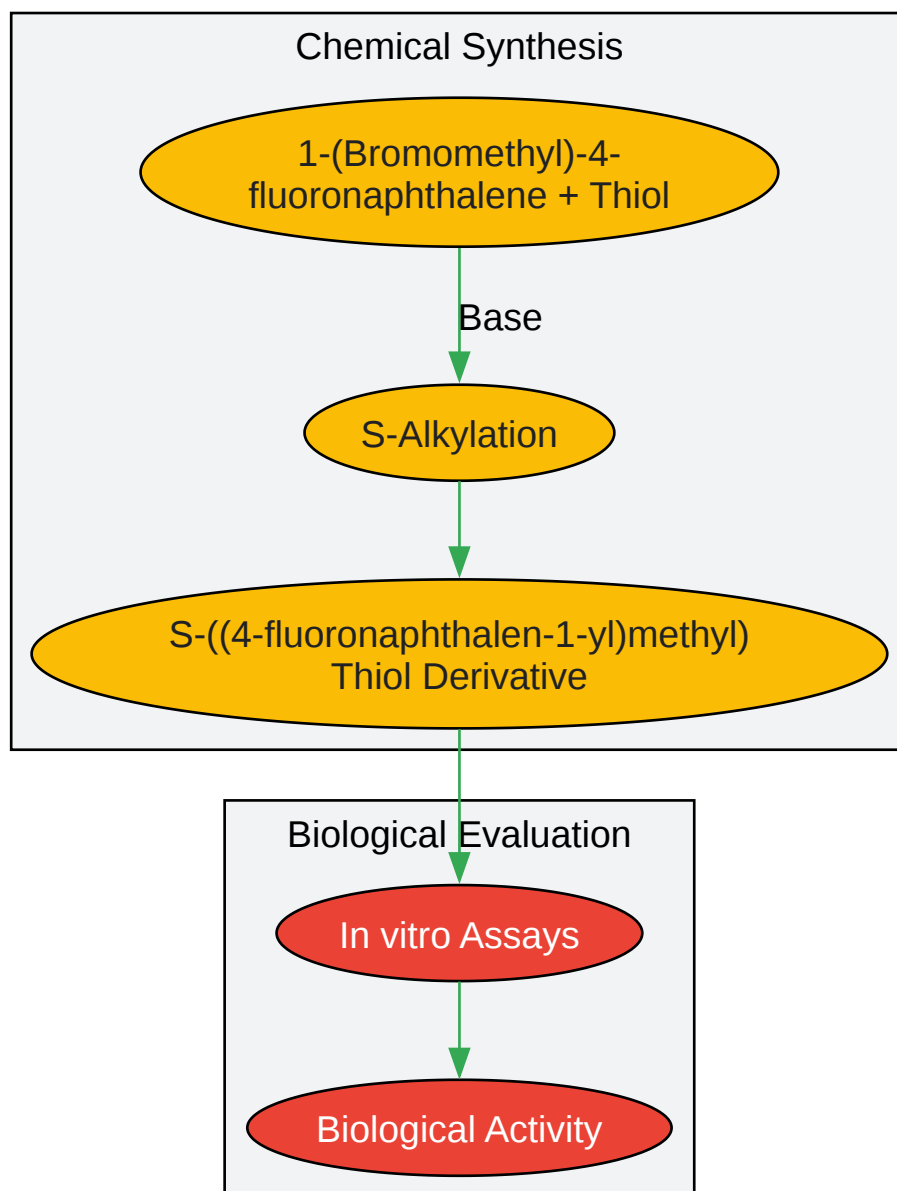 Chemical Synthesis
1-(Bromomethyl)-4-
fluoronaphthalene + Thiol
Base
S-Alkylation
S-((4-fluoronaphthalen-1-yl)methyl)
Thiol Derivative
Biological Evaluation
In vitro Assays
Biological Activity